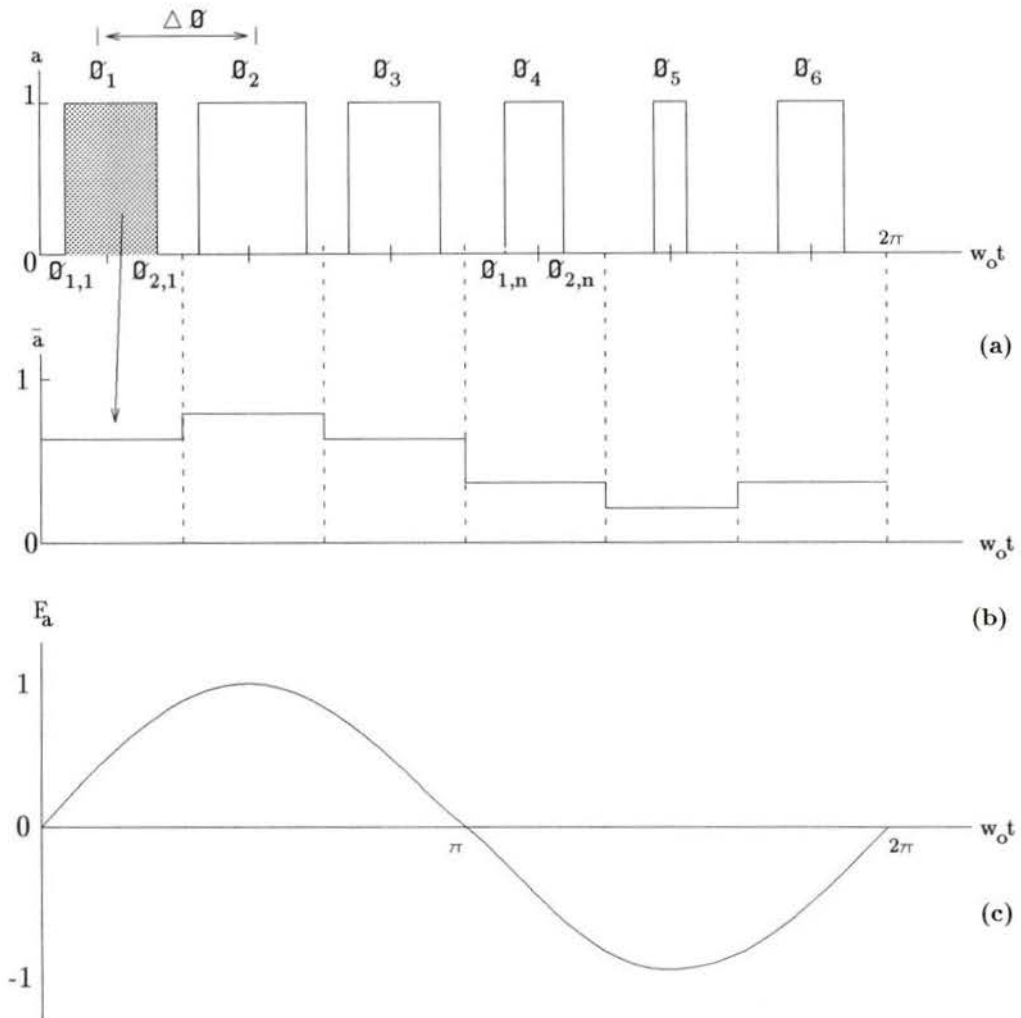 △ Ø
a
Ø₁ Ø₂ Ø₃ Ø₄ Ø₅ Ø₆
1
2π
0 wₒt
Ø₁,₁ Ø₂,₁ Ø₁,ₙ Ø₂,ₙ
ā
(a)
1
0 wₒt
Fₐ
(b)
1
0 wₒt
π 2π
(c)
-1